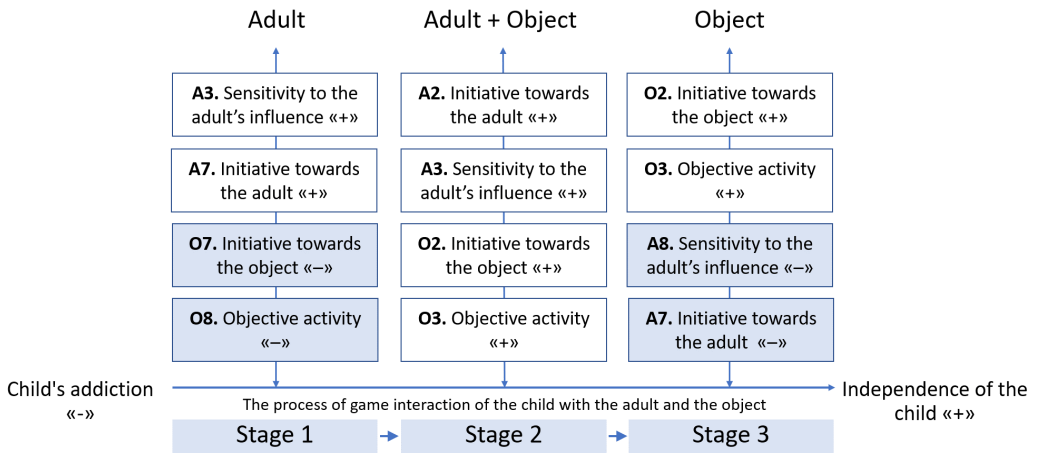 Adult
Adult + Object
Object
A3. Sensitivity to the
adult's influence «+»
A2. Initiative towards
the adult «+»
O2. Initiative towards
the object «+»
A7. Initiative towards
the adult «+»
A3. Sensitivity to the
adult's influence «+»
O3. Objective activity
«+»
O7. Initiative towards
the object «–»
O2. Initiative towards
the object «+»
A8. Sensitivity to the
adult's influence «–»
O8. Objective activity
«–»
O3. Objective activity
«+»
A7. Initiative towards
the adult «–»
Child's addiction
«-»
Independence of the
child «+»
The process of game interaction of the child with the adult and the object
Stage 1
Stage 2
Stage 3